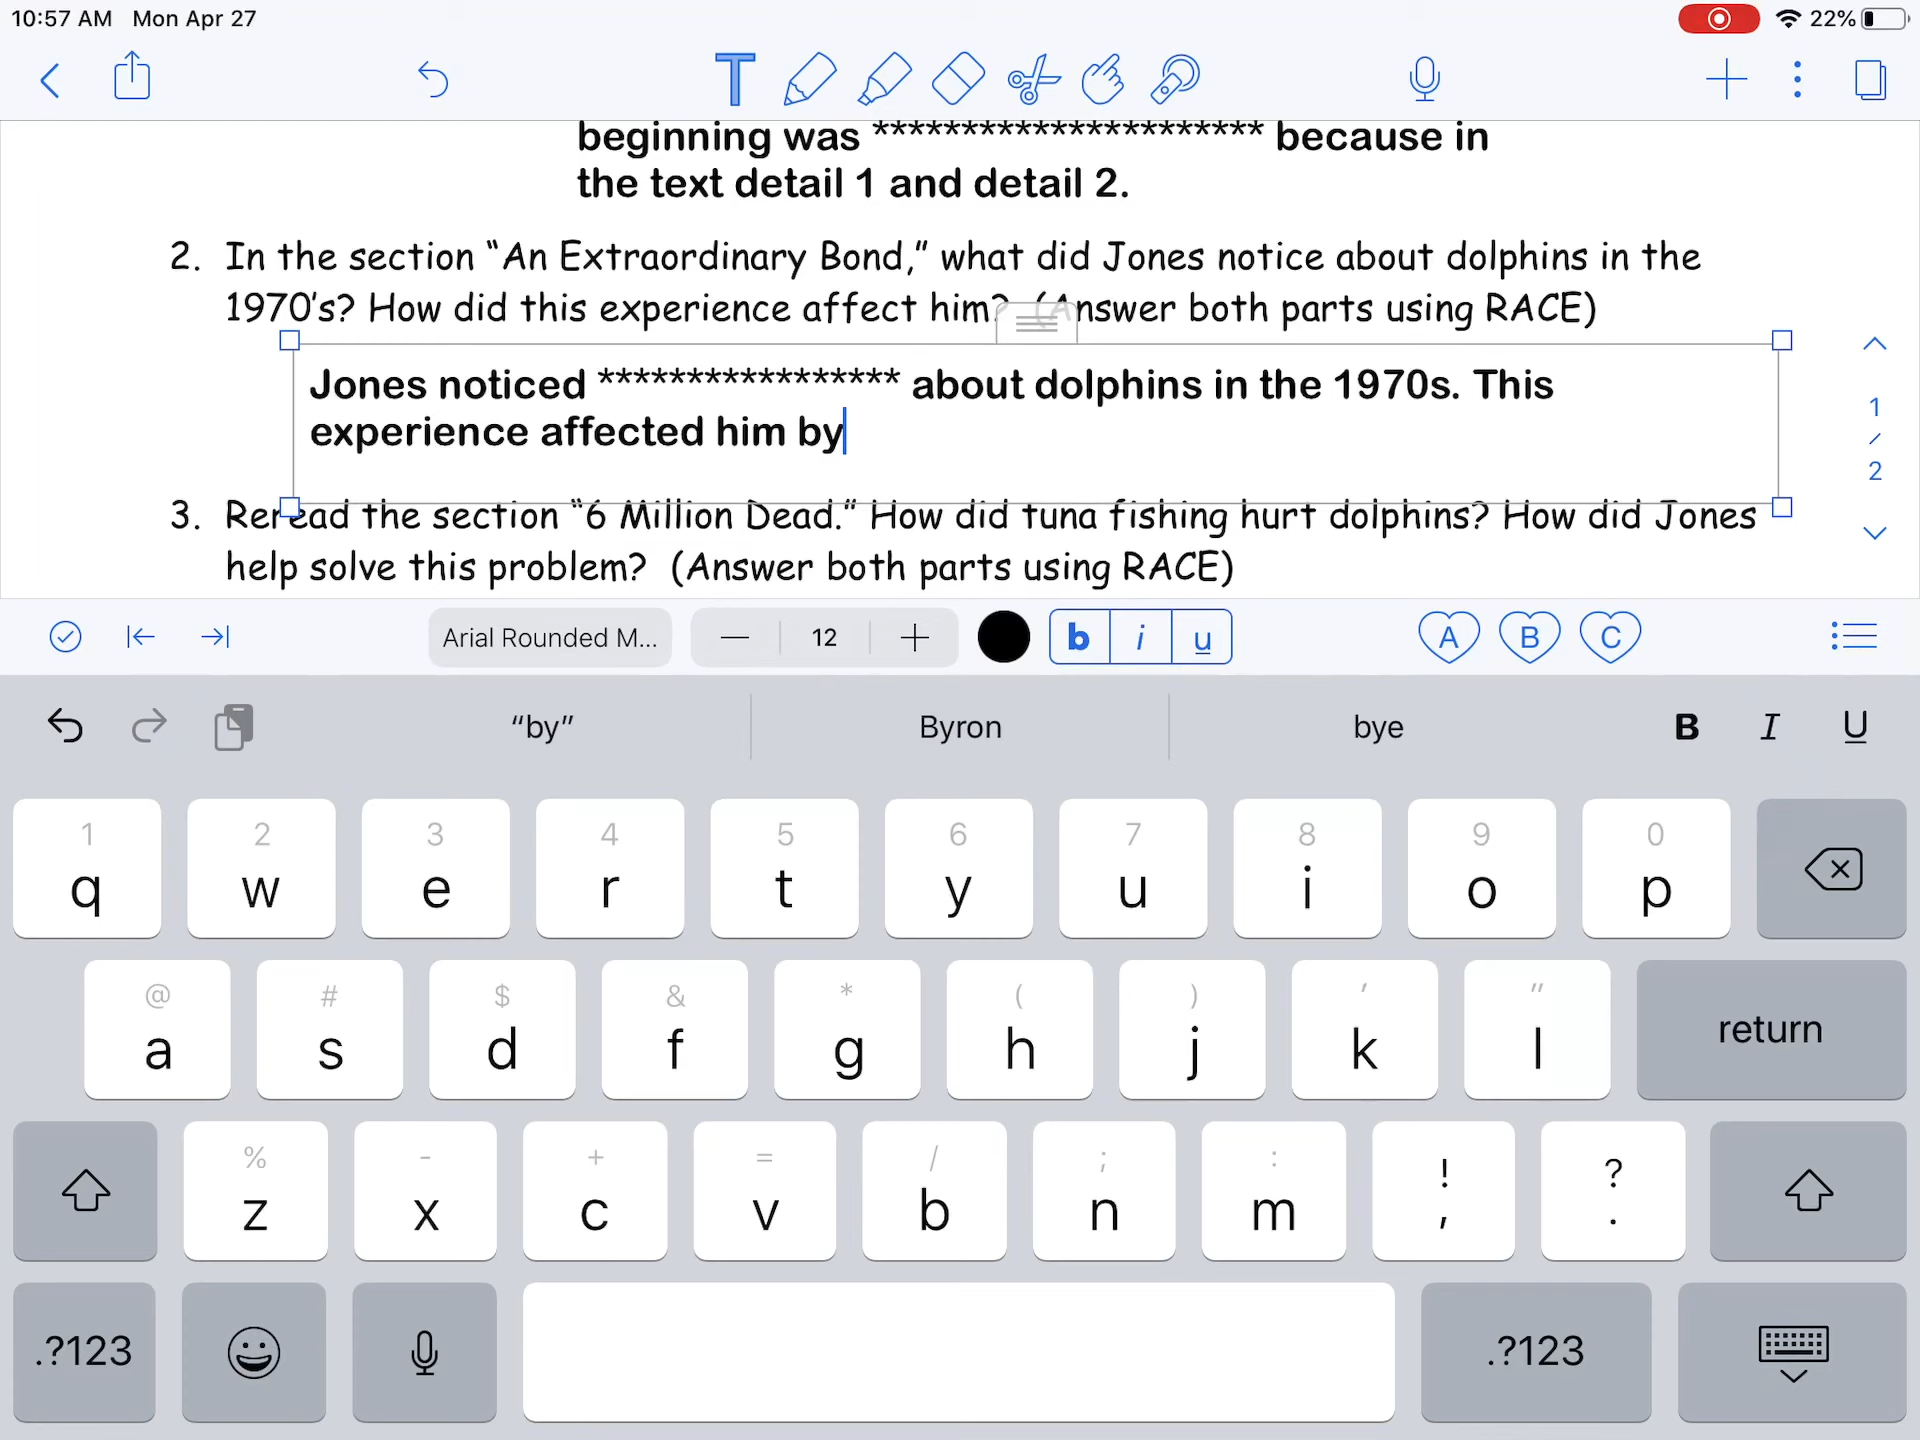 10:57 AM Mon Apr 27
22%
T
beginning was ********************** because in
the text detail 1 and detail 2.
2. In the section “An Extraordinary Bond,” what did Jones notice about dolphins in the
1970’s? How did this experience affect him? (Answer both parts using RACE)
Jones noticed ***************** about dolphins in the 1970s. This
experience affected him by
3. Reread the section “6 Million Dead.” How did tuna fishing hurt dolphins? How did Jones
help solve this problem? (Answer both parts using RACE)
1
/
2
Arial Rounded M... — 12 + b i u A B C
“by” Byron bye B I U
1 2 3 4 5 6 7 8 9 0
q w e r t y u i o p
@ # $ & * ( ) ' "
a s d f g h j k l return
% - + = / ; : ! ?
z x c v b n m , .
.?123 .?123